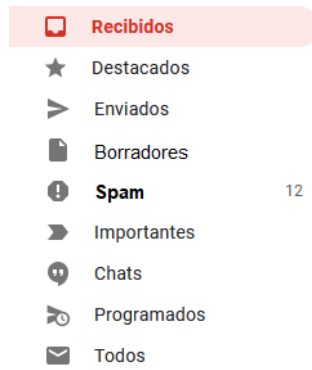 Recibidos
Destacados
Enviados
Borradores
Spam 12
Importantes
Chats
Programados
Todos